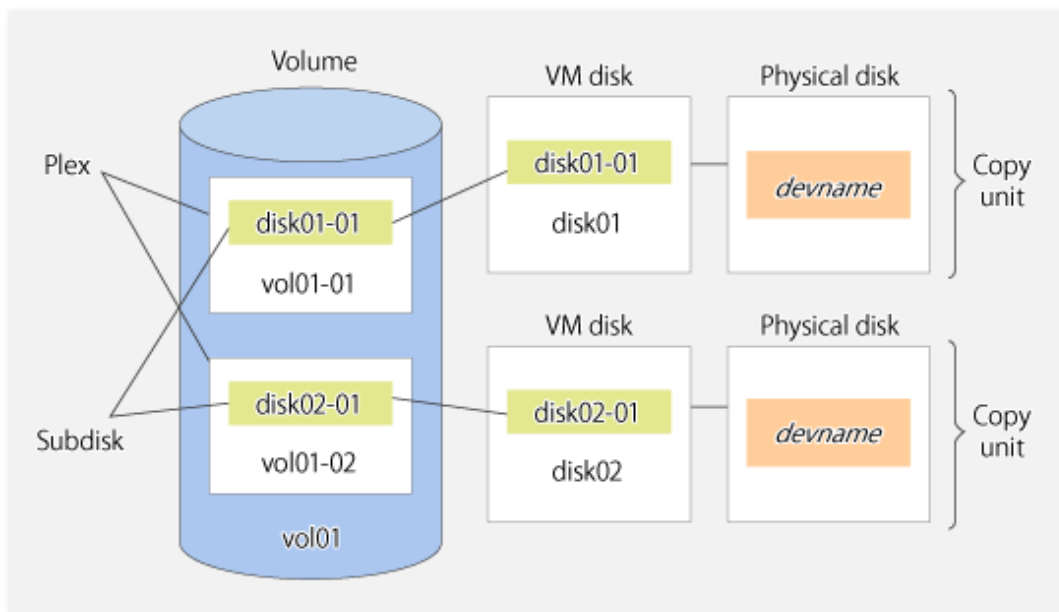 Volume
VM disk
Physical disk
Plex
disk01-01
vol01-01
disk01-01
disk01
devname
Copy
unit
VM disk
Physical disk
Subdisk
disk02-01
vol01-02
vol01
disk02-01
disk02
devname
Copy
unit